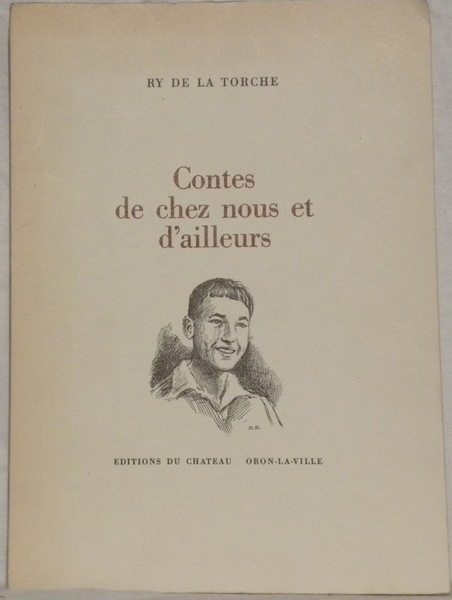 RY DE LA TORCHE
Contes
de chez nous et
d'ailleurs
EDITIONS DU CHATEAU ORON-LA-VILLE